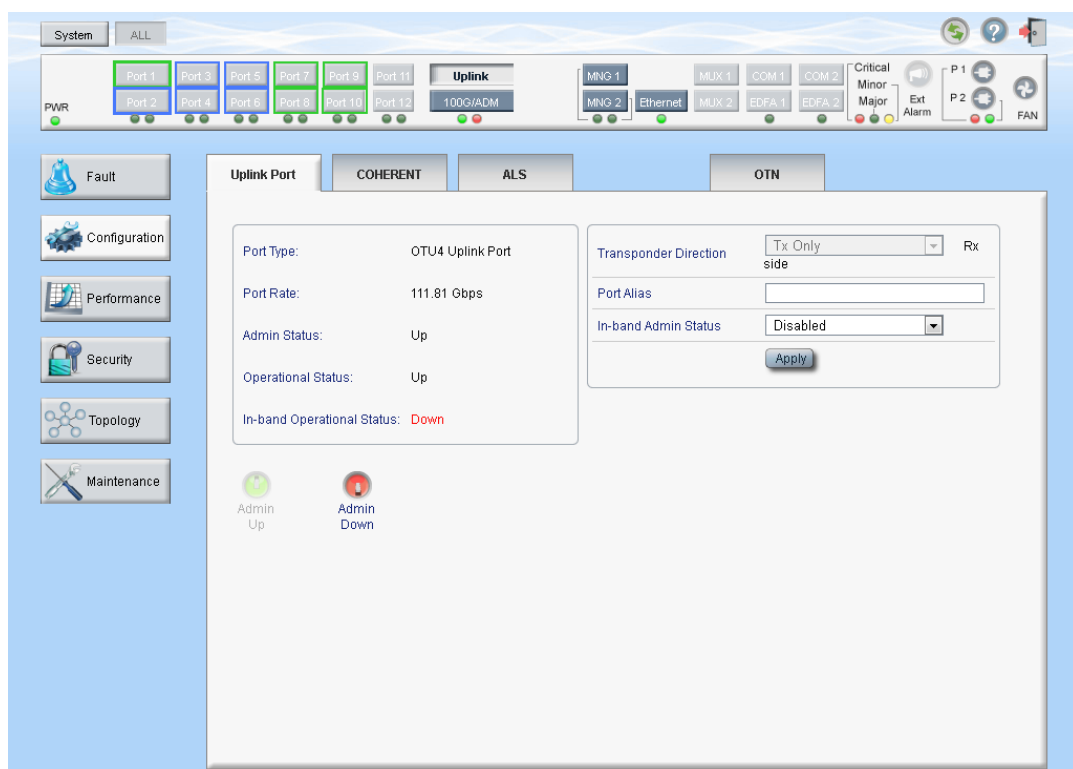 System ALL
Port 1 Port 3 Port 5 Port 7 Port 9 Port 11 Uplink MNG 1 MUX 1 COM 1 COM 2 Critical P 1
Minor
PWR Port 2 Port 4 Port 6 Port 8 Port 10 Port 12 100G/ADM MNG 2 Ethernet MUX 2 EDFA 1 EDFA 2 Major Ext P 2
Alarm FAN
Uplink Port COHERENT ALS OTN
Fault
Configuration
Performance
Security
Topology
Maintenance
Port Type: OTU4 Uplink Port
Port Rate: 111.81 Gbps
Admin Status: Up
Operational Status: Up
In-band Operational Status: Down
Transponder Direction Tx Only Rx
side
Port Alias
In-band Admin Status Disabled
Apply
Admin Admin
Up Down